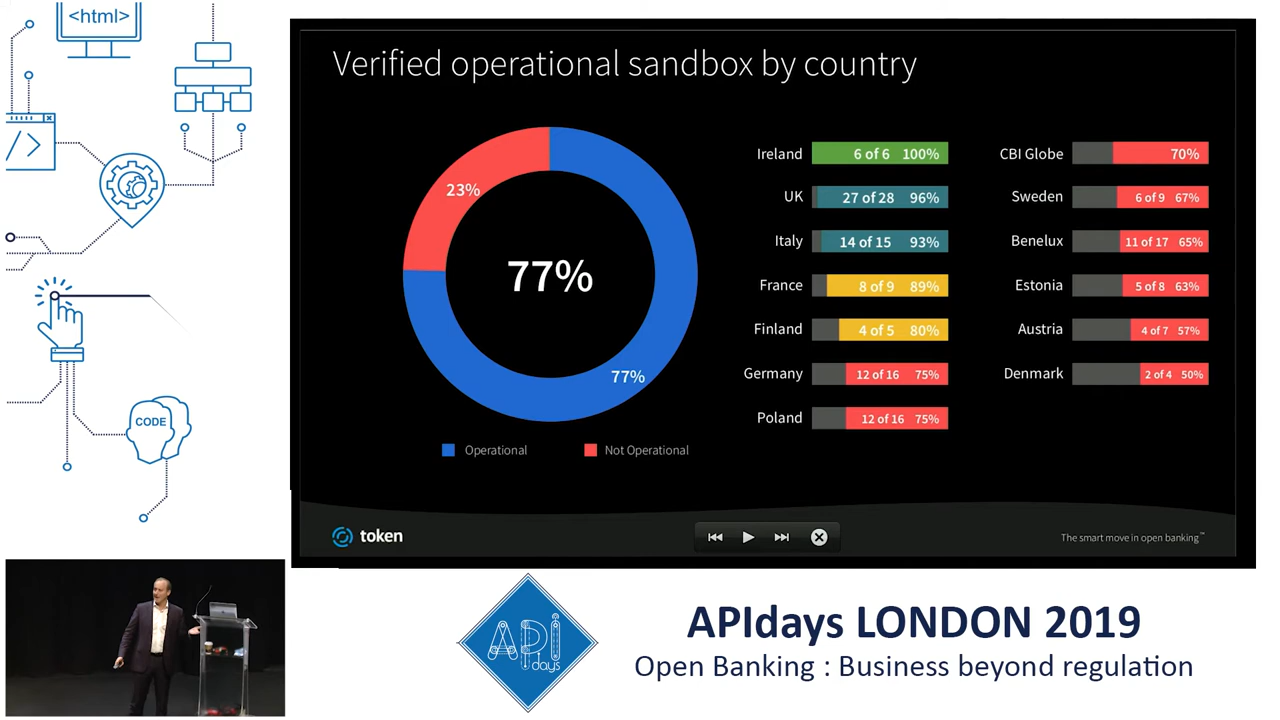 <html>
Verified operational sandbox by country
23%
77%
77%
Operational
Not Operational
Ireland 6 of 6 100%
UK 27 of 28 96%
Italy 14 of 15 93%
France 8 of 9 89%
Finland 4 of 5 80%
Germany 12 of 16 75%
Poland 12 of 16 75%
CBI Globe 70%
Sweden 6 of 9 67%
Benelux 11 of 17 65%
Estonia 5 of 8 63%
Austria 4 of 7 57%
Denmark 2 of 4 50%
</>
CODE
token
The smart move in open banking™
API
days
APIdays LONDON 2019
Open Banking : Business beyond regulation